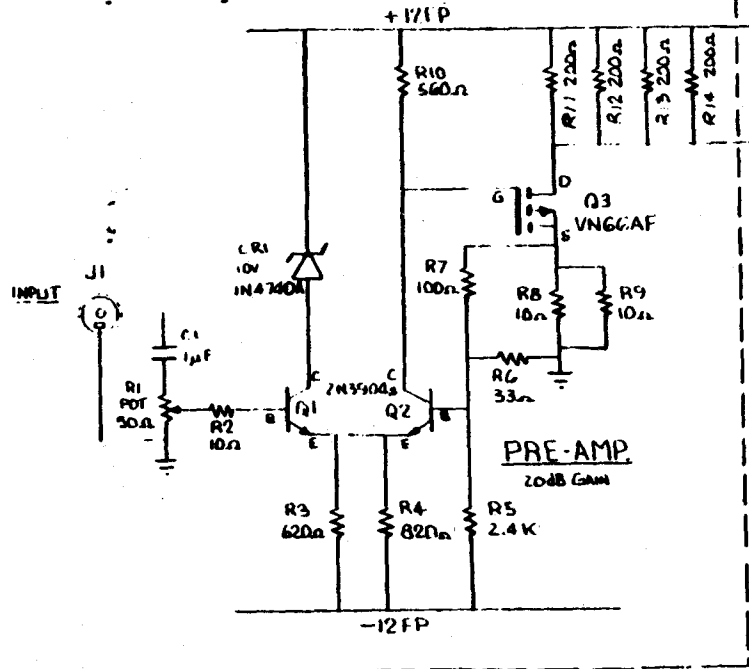 +12FP
R10
560Ω
R11 200Ω
R12 200Ω
R13 200Ω
R14 200Ω
G
D
S
Q3
VN66AF
CR1
10V
1N4740A
J1
INPUT
C1
1μF
R1
POT
50Ω
R2
10Ω
R7
100Ω
R8
10Ω
R9
10Ω
R6
33Ω
C
C
2N3904s
Q1
Q2
B
B
E
E
PRE-AMP.
20dB GAIN
R3
620Ω
R4
820Ω
R5
2.4K
-12FP